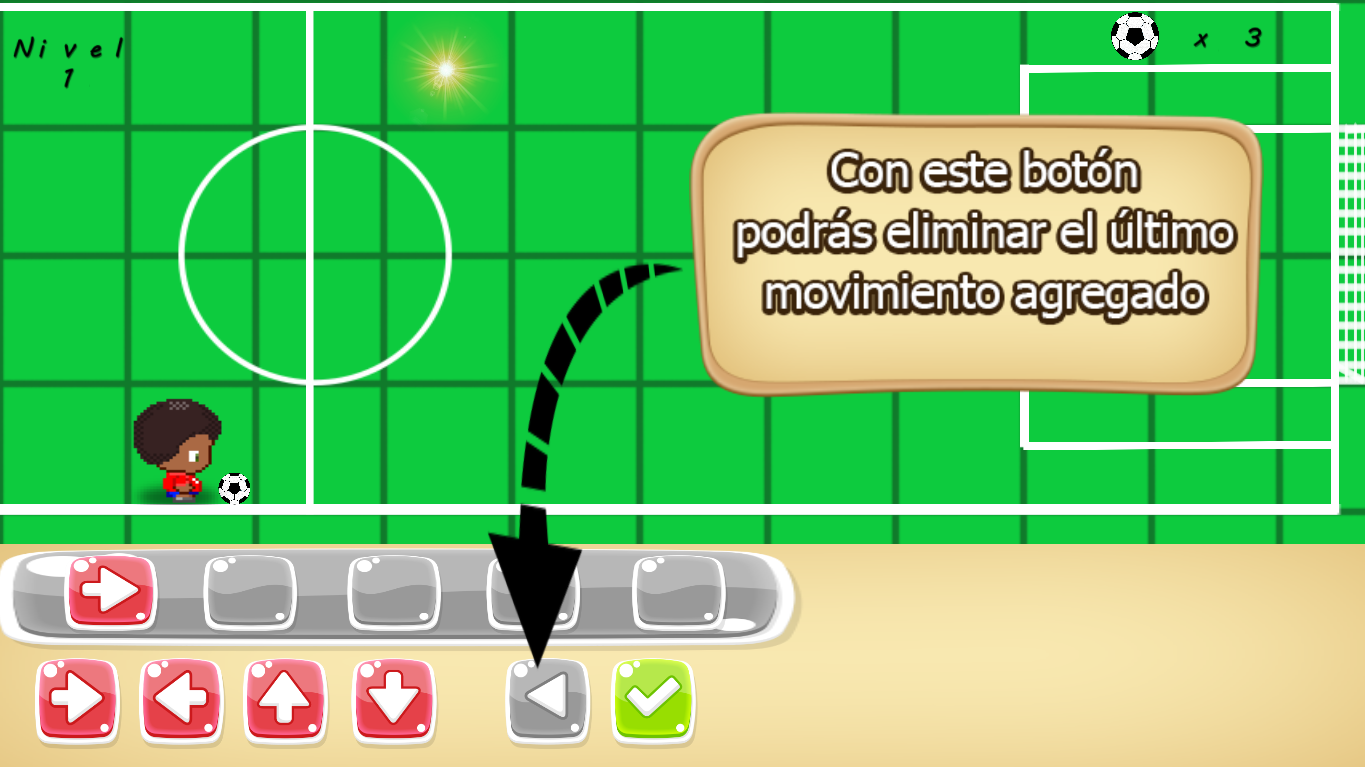 Nivel
1
x 3
Con este botón
podrás eliminar el último
movimiento agregado